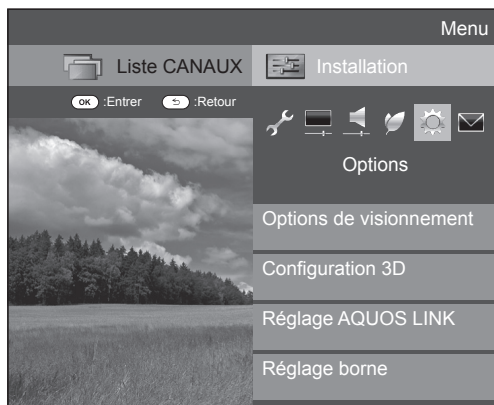 Menu
Liste CANAUX Installation
OK :Entrer :Retour
Options
Options de visionnement
Configuration 3D
Réglage AQUOS LINK
Réglage borne